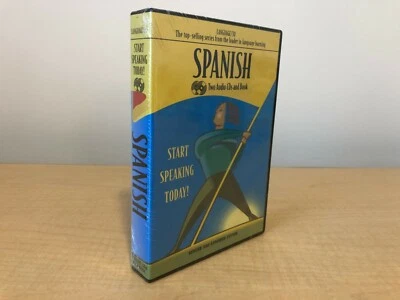 LANGUAGE/30
The top-selling series from the leader in language learning
SPANISH
Two Audio CDs and Book
START
SPEAKING
TODAY!
START
SPEAKING
TODAY!
SPANISH